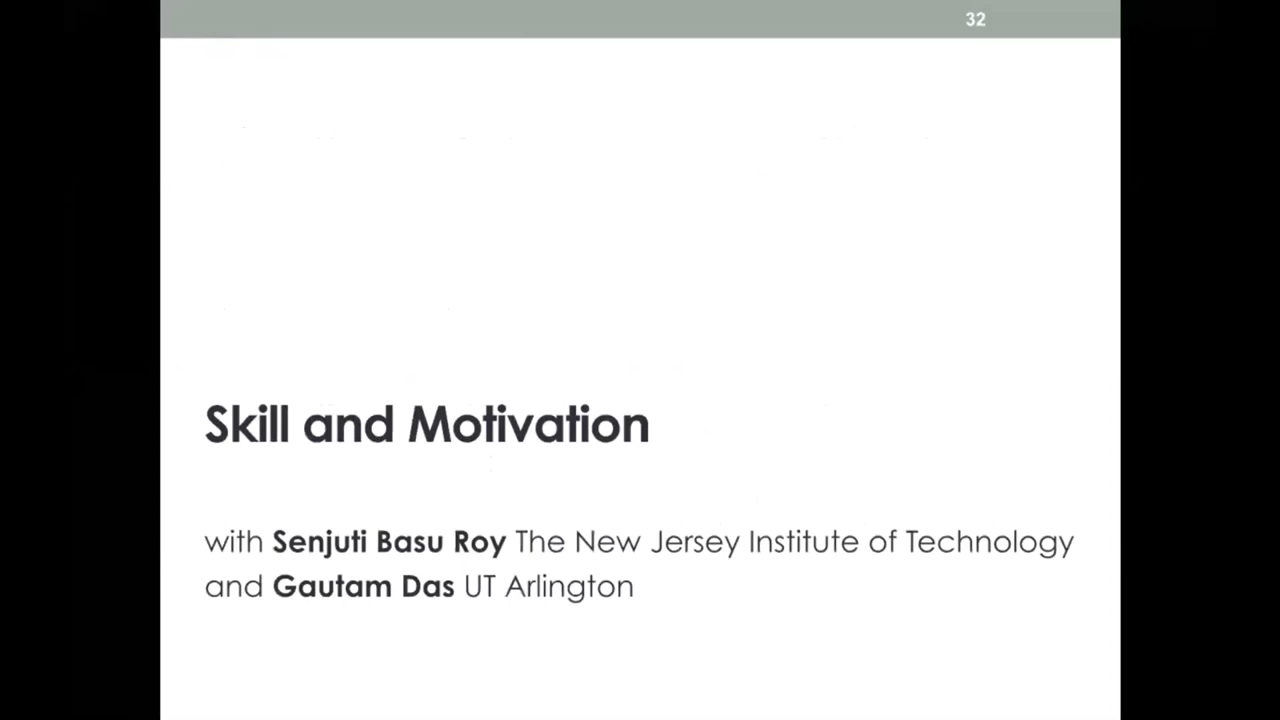 32
Skill and Motivation
with Senjuti Basu Roy The New Jersey Institute of Technology
and Gautam Das UT Arlington